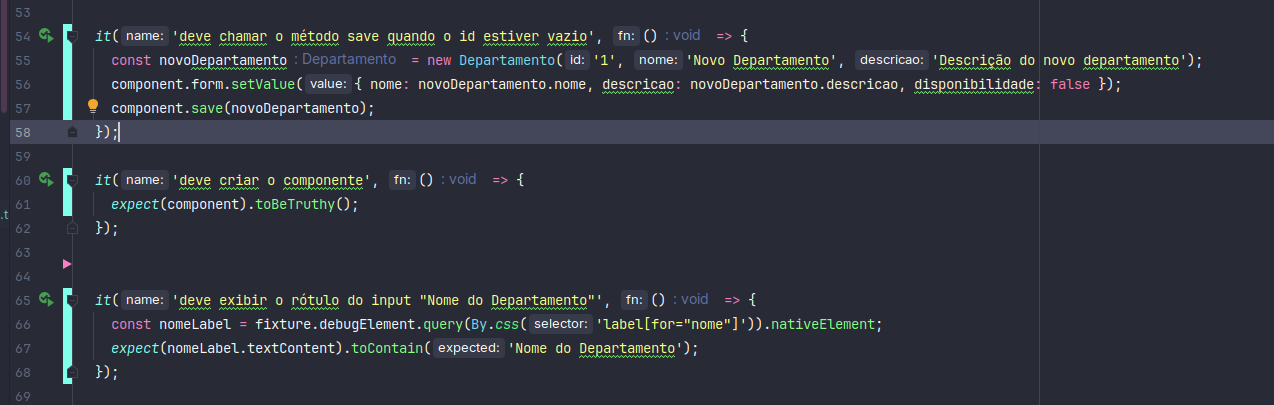 53
54 it( name: 'deve chamar o método save quando o id estiver vazio', fn: () : void => {
55 const novoDepartamento : Departamento = new Departamento( id: '1', nome: 'Novo Departamento', descricao: 'Descrição do novo departamento');
56 component.form.setValue( value: { nome: novoDepartamento.nome, descricao: novoDepartamento.descricao, disponibilidade: false });
57 component.save(novoDepartamento);
58 });
59
60 it( name: 'deve criar o componente', fn: () : void => {
.t
61 expect(component).toBeTruthy();
62 });
63
64
65 it( name: 'deve exibir o rótulo do input "Nome do Departamento"', fn: () : void => {
66 const nomeLabel = fixture.debugElement.query(By.css( selector: 'label[for="nome"]')).nativeElement;
67 expect(nomeLabel.textContent).toContain( expected: 'Nome do Departamento');
68 });
69